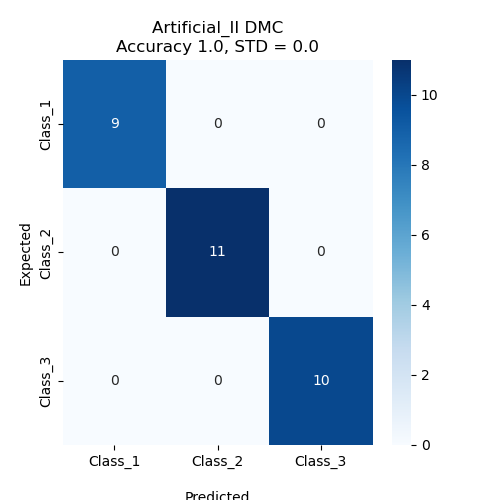 Artificial_II DMC
Accuracy 1.0, STD = 0.0
Expected
Class_1
9 0 0
Class_2
0 11 0
Class_3
0 0 10
Class_1 Class_2 Class_3
Predicted
10
8
6
4
2
0